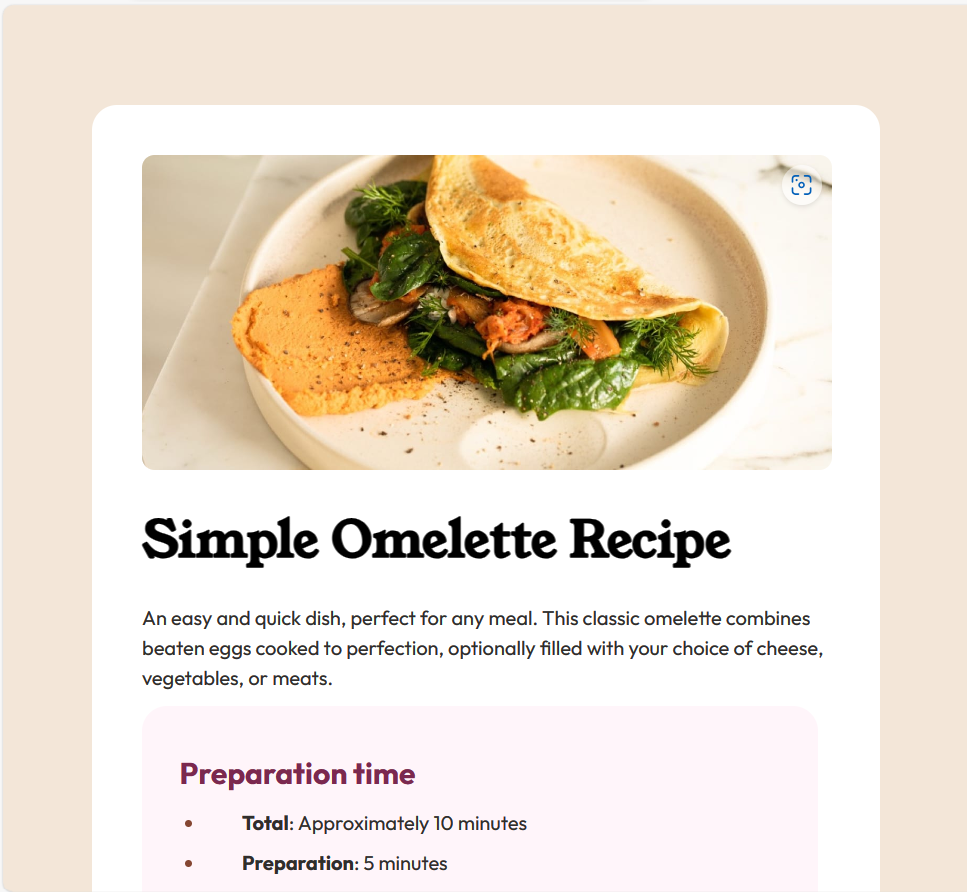 Simple Omelette Recipe
An easy and quick dish, perfect for any meal. This classic omelette combines
beaten eggs cooked to perfection, optionally filled with your choice of cheese,
vegetables, or meats.
Preparation time
• Total: Approximately 10 minutes
• Preparation: 5 minutes